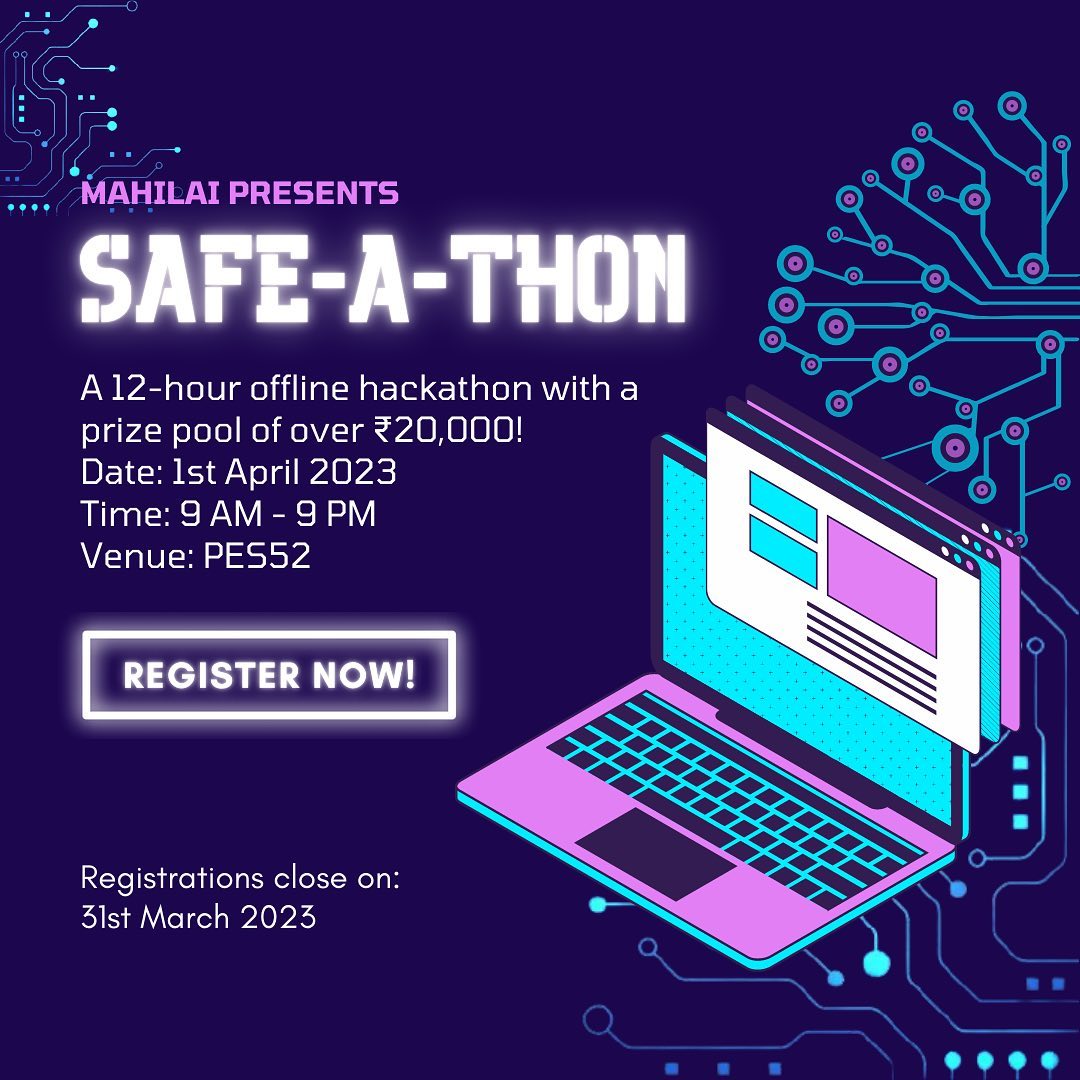 MAHILAI PRESENTS
SAFE-A-THON
A 12-hour offline hackathon with a
prize pool of over ₹20,000!
Date: 1st April 2023
Time: 9 AM - 9 PM
Venue: PES52
REGISTER NOW!
Registrations close on:
31st March 2023